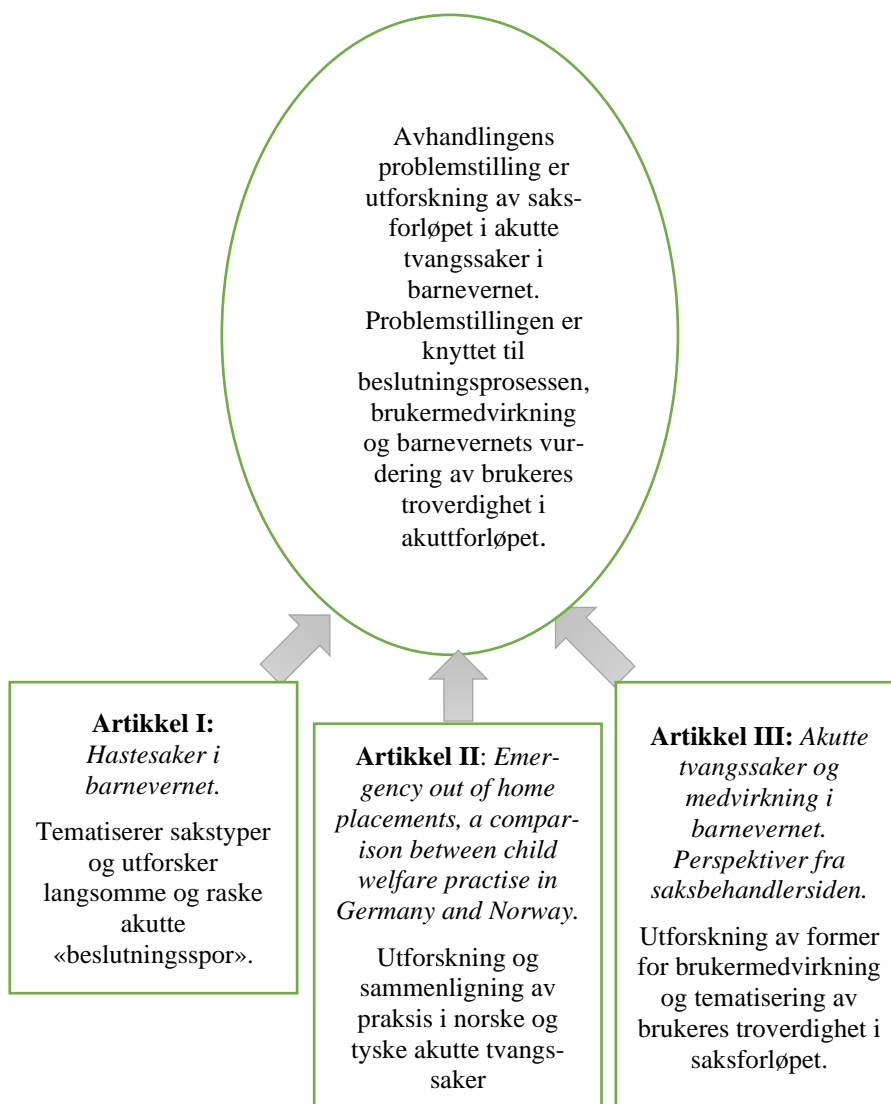 Avhandlingens
problemstilling er
utforskning av saks-
forløpet i akutte
tvangssaker i
barnevernet.
Problemstillingen er
knyttet til
beslutningsprosessen,
brukermedvirkning
og barnevernets vur-
dering av brukeres
troverdighet i
akuttforløpet.
Artikkel I:
Hastesaker i
barnevernet.
Tematiserer sakstyper
og utforsker
langsomme og raske
akutte
«beslutningsspor».
Artikkel II: Emer-
gency out of home
placements, a compar-
ison between child
welfare practise in
Germany and Norway.
Utforskning og
sammenligning av
praksis i norske og
tyske akutte tvangs-
saker
Artikkel III: Akutte
tvangssaker og
medvirkning i
barnevernet.
Perspektiver fra
saksbehandlersiden.
Utforskning av former
for brukermedvirkning
og tematisering av
brukeres troverdighet i
saksforløpet.